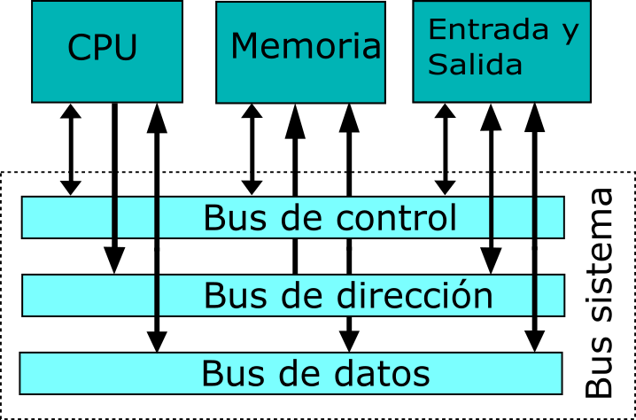 CPU
Memoria
Entrada y
Salida
Bus de control
Bus de dirección
Bus de datos
Bus sistema